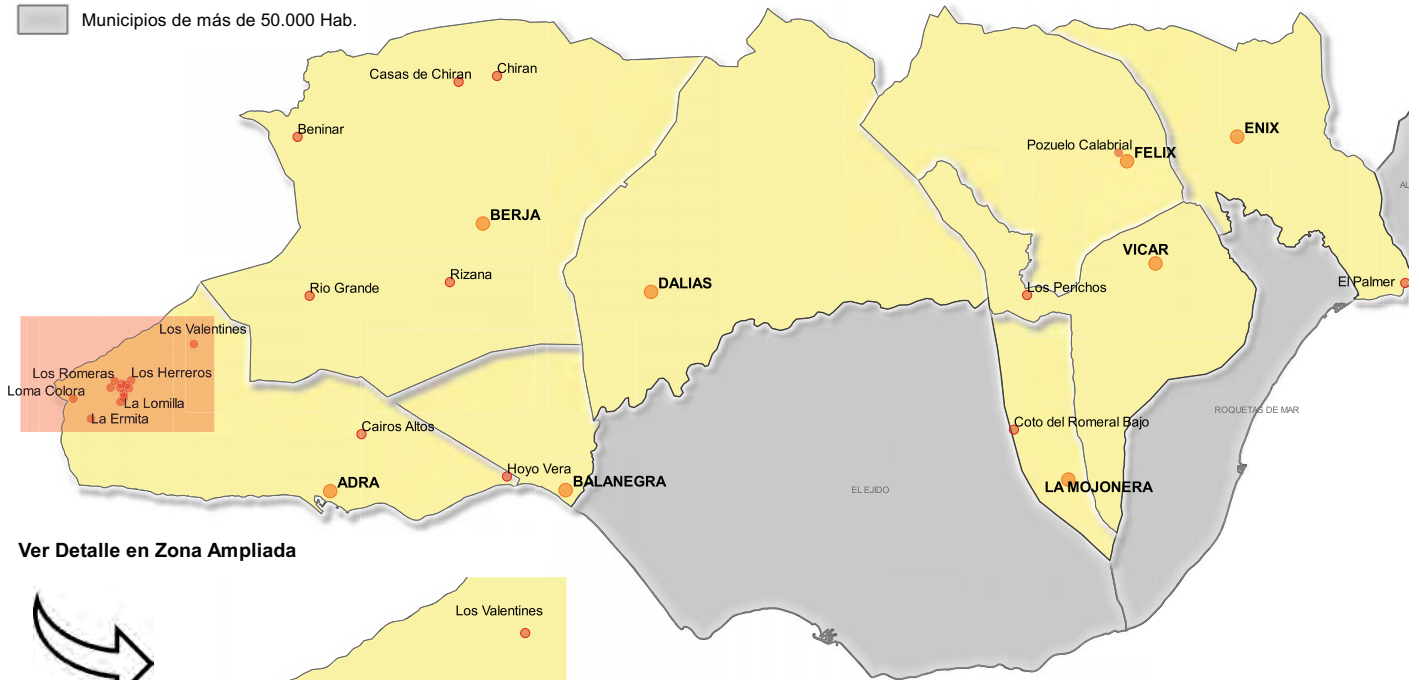 Municipios de más de 50.000 Hab.
Chiran
Casas de Chiran
Beninar
ENIX
Pozuelo Calabrial
FELIX
AL
BERJA
VICAR
Rizana
DALIAS
El Palmer
Rio Grande
Los Perichos
Los Valentines
Los Romeras
Los Herreros
Loma Colora
La Lomilla
La Ermita
ROQUETAS DE MAR
Cairos Altos
Coto del Romeral Bajo
Hoyo Vera
ADRA
BALANEGRA
EL EJIDO
LA MOJONERA
Ver Detalle en Zona Ampliada
Los Valentines